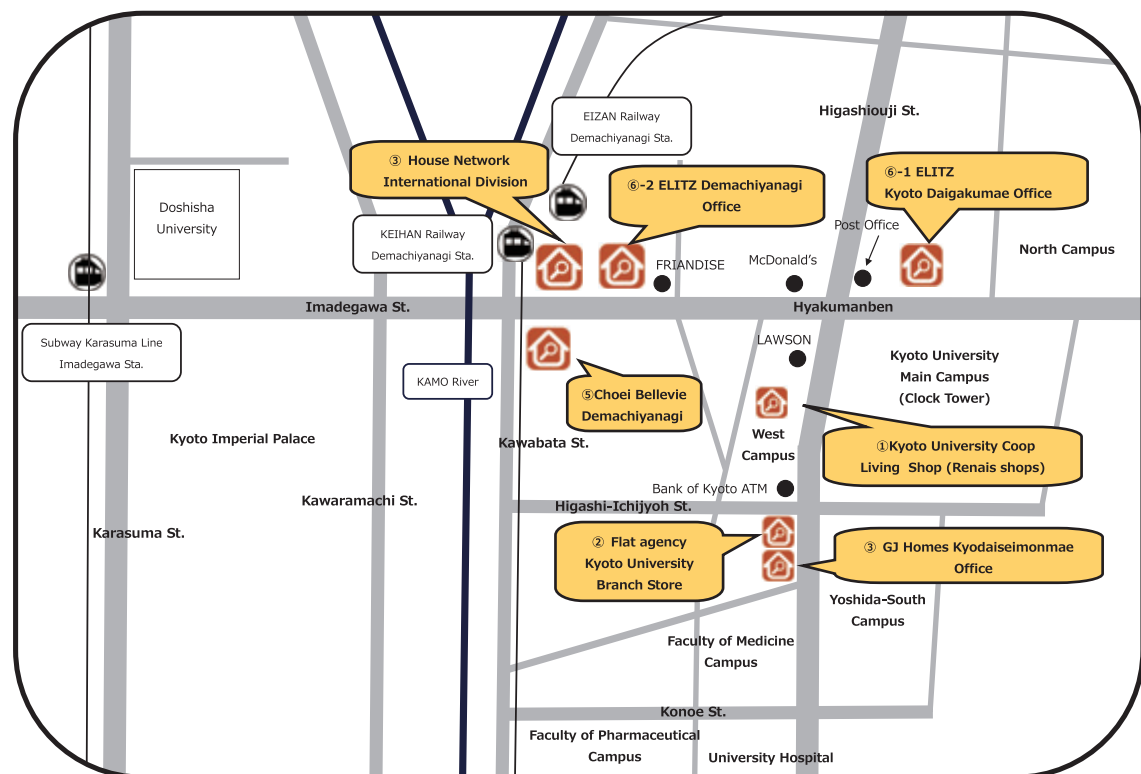 EIZAN Railway
Demachiyanagi Sta.
Higashiouji St.
③ House Network
International Division
⑥-2 ELITZ Demachiyanagi
Office
⑥-1 ELITZ
Kyoto Daigakumae Office
Doshisha
University
KEIHAN Railway
Demachiyanagi Sta.
Post Office
North Campus
FRIANDISE
McDonald's
Imadegawa St.
Hyakumanben
Subway Karasuma Line
Imadegawa Sta.
LAWSON
Kyoto University
Main Campus
(Clock Tower)
KAMO River
⑤Choei Bellevie
Demachiyanagi
Kyoto Imperial Palace
Kawabata St.
West
Campus
①Kyoto University Coop
Living Shop (Renais shops)
Kawaramachi St.
Bank of Kyoto ATM
Higashi-Ichijyoh St.
Karasuma St.
② Flat agency
Kyoto University
Branch Store
③ GJ Homes Kyodaiseimonmae
Office
Yoshida-South
Campus
Faculty of Medicine
Campus
Konoe St.
Faculty of Pharmaceutical
Campus
University Hospital